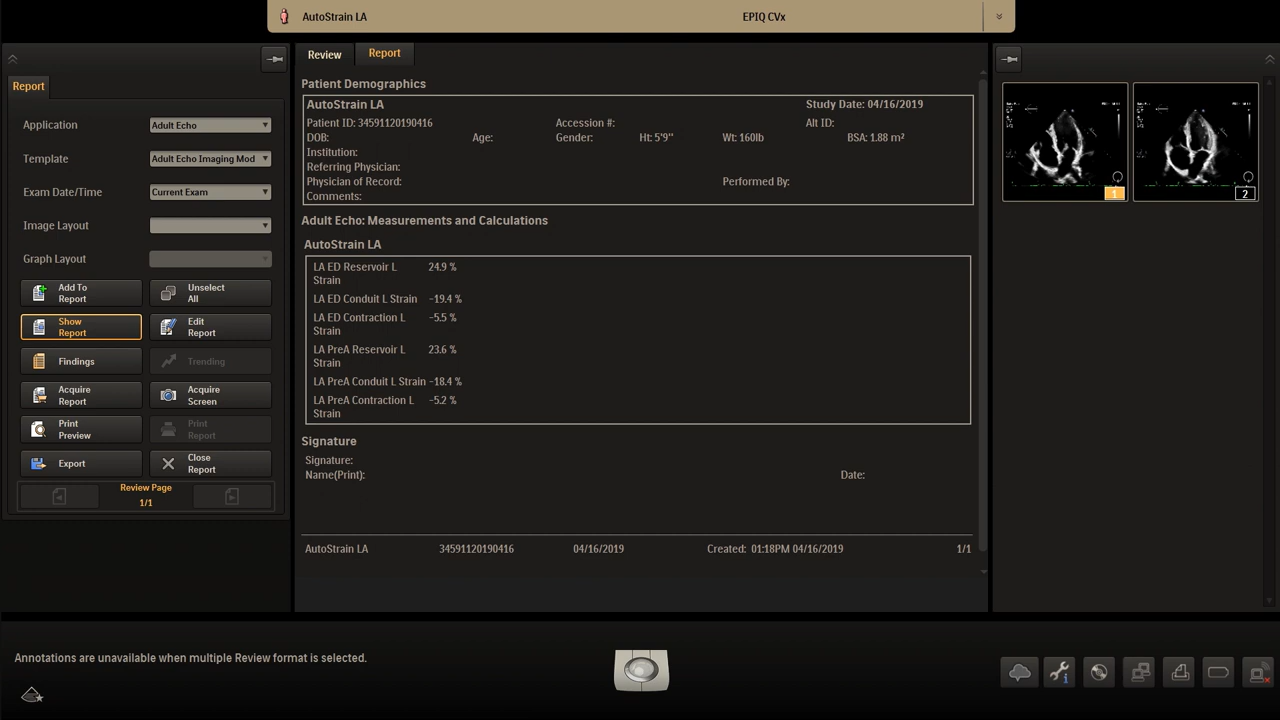 AutoStrain LA
EPIQ CVx
Report
Application
Adult Echo
Template
Adult Echo Imaging Mod
Exam Date/Time
Current Exam
Image Layout
Graph Layout
Add To
Report
Unselect
All
Show
Report
Edit
Report
Findings
Trending
Acquire
Report
Acquire
Screen
Print
Preview
Print
Report
Export
Close
Report
Review Page
1/1
Review
Report
Patient Demographics
AutoStrain LA
Study Date: 04/16/2019
Patient ID: 34591120190416
Accession #:
Alt ID:
DOB:
Age:
Gender:
Ht: 5'9''
Wt: 160lb
BSA: 1.88 m²
Institution:
Referring Physician:
Physician of Record:
Performed By:
Comments:
Adult Echo: Measurements and Calculations
AutoStrain LA
LA ED Reservoir L 24.9 %
Strain
LA ED Conduit L Strain -19.4 %
LA ED Contraction L -5.5 %
Strain
LA PreA Reservoir L 23.6 %
Strain
LA PreA Conduit L Strain -18.4 %
LA PreA Contraction L -5.2 %
Strain
Signature
Signature:
Name(Print):
Date:
AutoStrain LA
34591120190416
04/16/2019
Created: 01:18PM 04/16/2019
1/1
1
2
Annotations are unavailable when multiple Review format is selected.